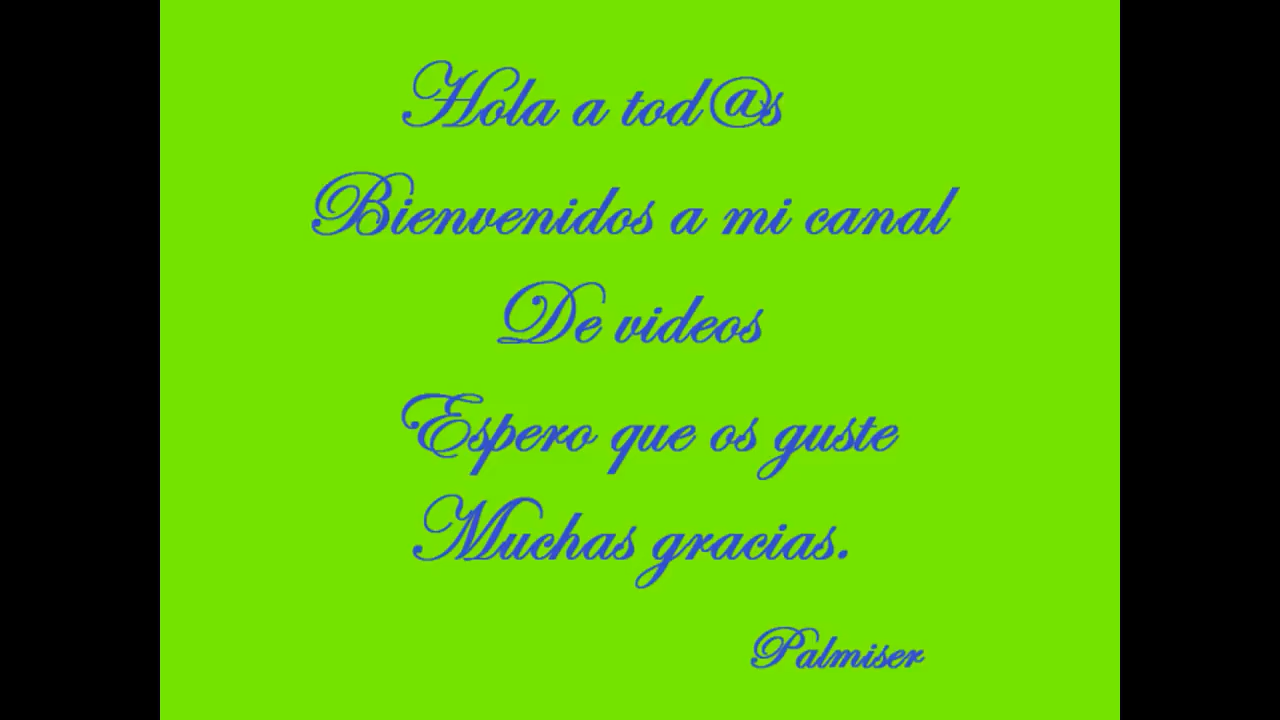 Hola a tod@s
Bienvenidos a mi canal
De videos
Espero que os guste
Muchas gracias.
Palmiser